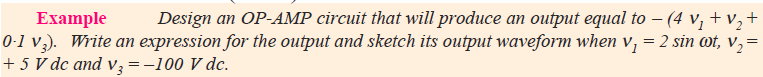 Example Design an OP-AMP circuit that will produce an output equal to – (4 v₁ + v₂ +
0·1 v₃). Write an expression for the output and sketch its output waveform when v₁ = 2 sin ωt, v₂ =
+ 5 V dc and v₃ = –100 V dc.